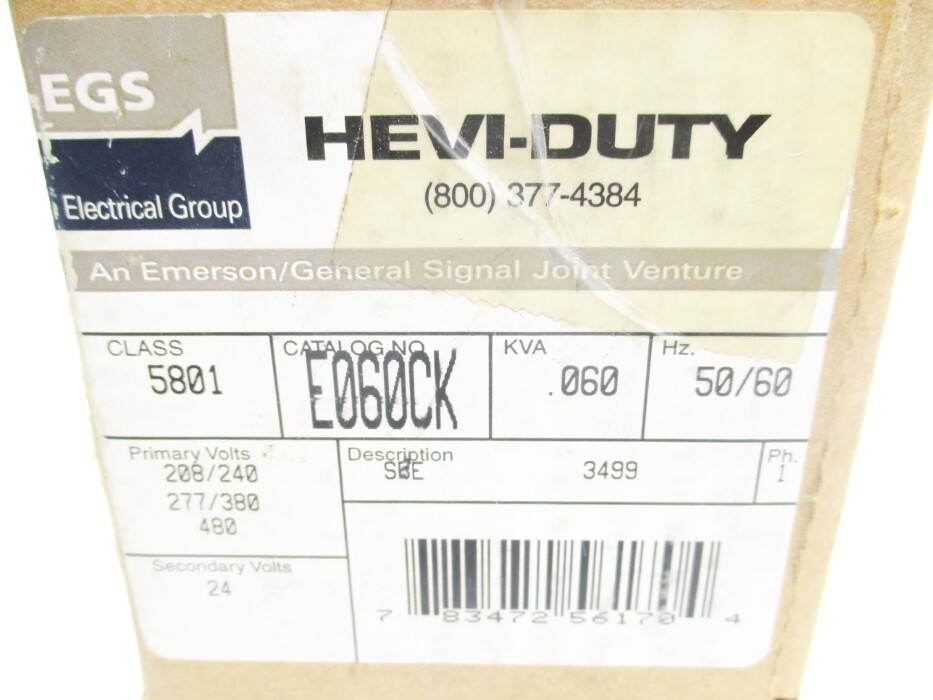 EGS
Electrical Group
HEVI-DUTY
(800) 377-4384
An Emerson/General Signal Joint Venture
CLASS
5801
CATALOG NO.
E060CK
KVA
.060
Hz.
50/60
Primary Volts
208/240
277/380
480
Description
3499
Ph.
1
Secondary Volts
24
7 83472 56170 4